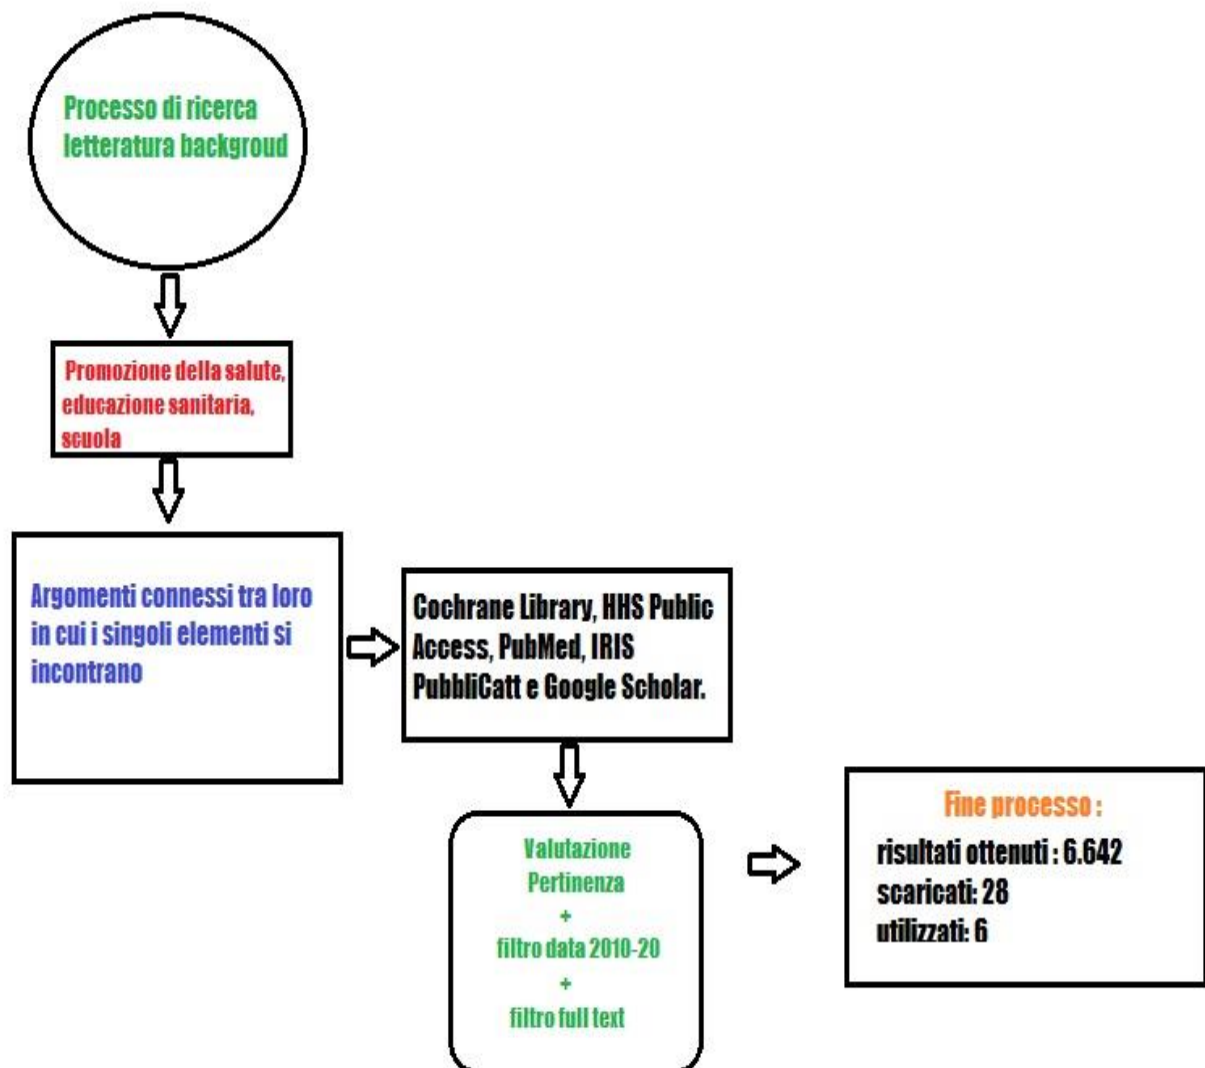 Processo di ricerca
letteratura backgroud
Promozione della salute,
educazione sanitaria,
scuola
Argomenti connessi tra loro
in cui i singoli elementi si
incontrano
Cochrane Library, HHS Public
Access, PubMed, IRIS
PubbliCatt e Google Scholar.
Valutazione
Pertinenza
+
filtro data 2010-20
+
filtro full text
Fine processo :
risultati ottenuti : 6.642
scaricati: 28
utilizzati: 6